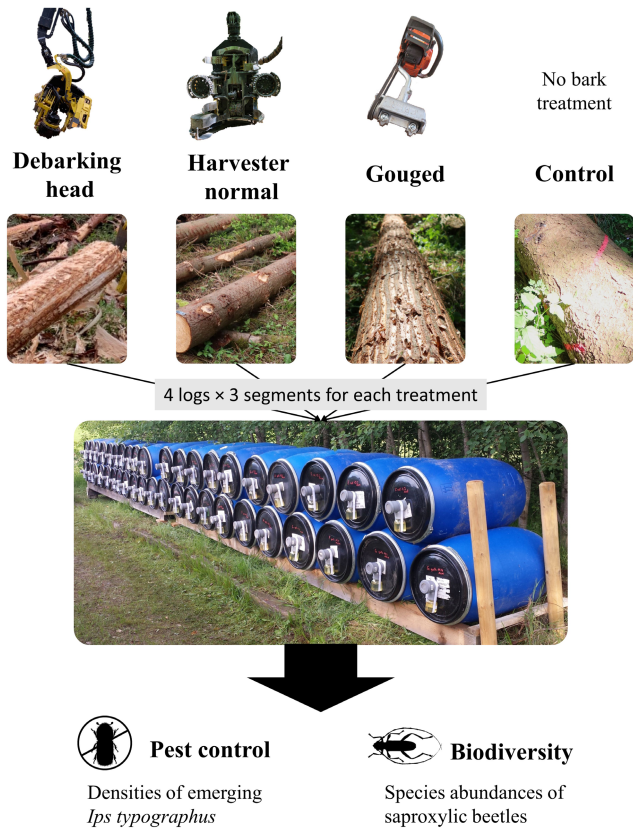 No bark
treatment
Debarking
head
Harvester
normal
Gouged
Control
4 logs × 3 segments for each treatment
Pest control
Biodiversity
Densities of emerging
Ips typographus
Species abundances of
saproxylic beetles